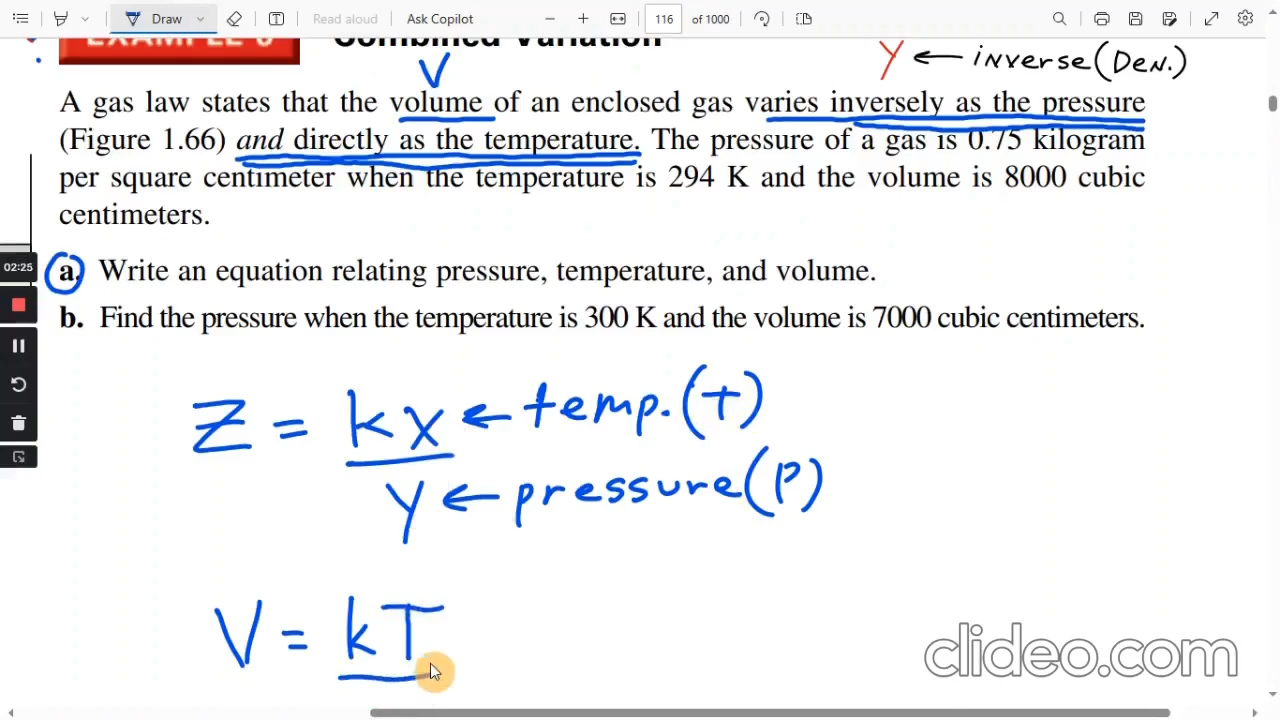 Draw
Read aloud
Ask Copilot
116 of 1000
EXAMPLE
Combined Variation
Y ← inverse (DEN.)
V
A gas law states that the volume of an enclosed gas varies inversely as the pressure
(Figure 1.66) and directly as the temperature. The pressure of a gas is 0.75 kilogram
per square centimeter when the temperature is 294 K and the volume is 8000 cubic
centimeters.
02:25
a. Write an equation relating pressure, temperature, and volume.
b. Find the pressure when the temperature is 300 K and the volume is 7000 cubic centimeters.
Z = kx ← temp. (T)
y ← pressure (P)
V = kT
clideo.com